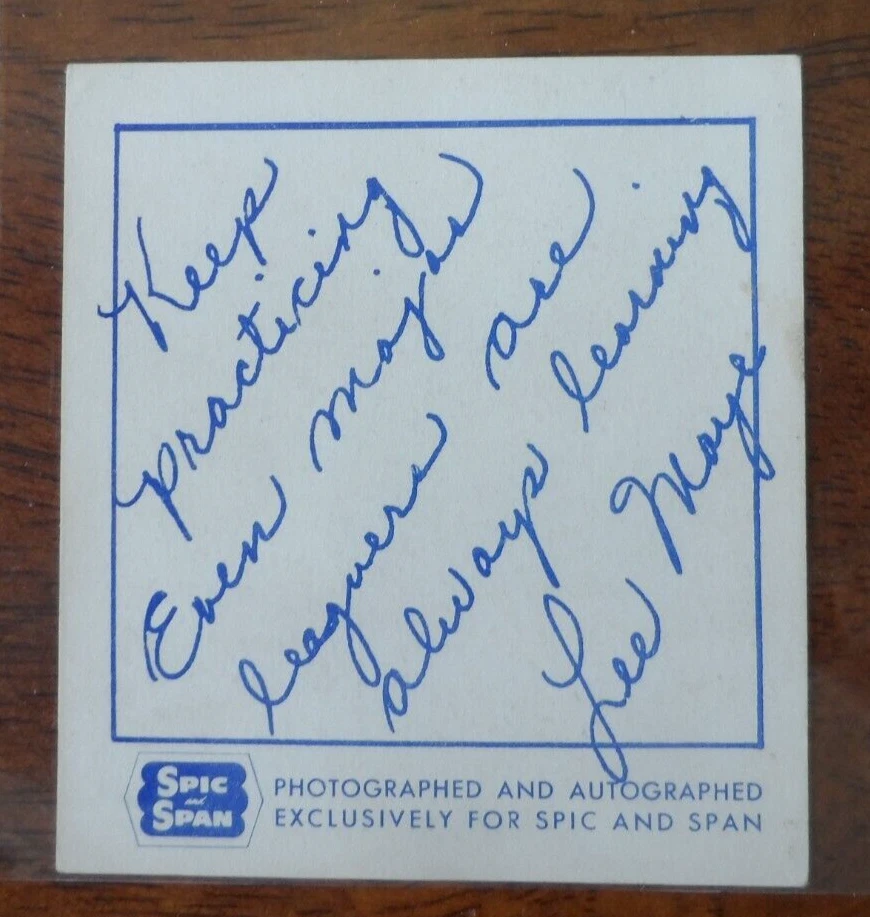 Keep
practicing
Even major
leaguers are
always learning
Lee Maye
SPIC and SPAN
PHOTOGRAPHED AND AUTOGRAPHED
EXCLUSIVELY FOR SPIC AND SPAN